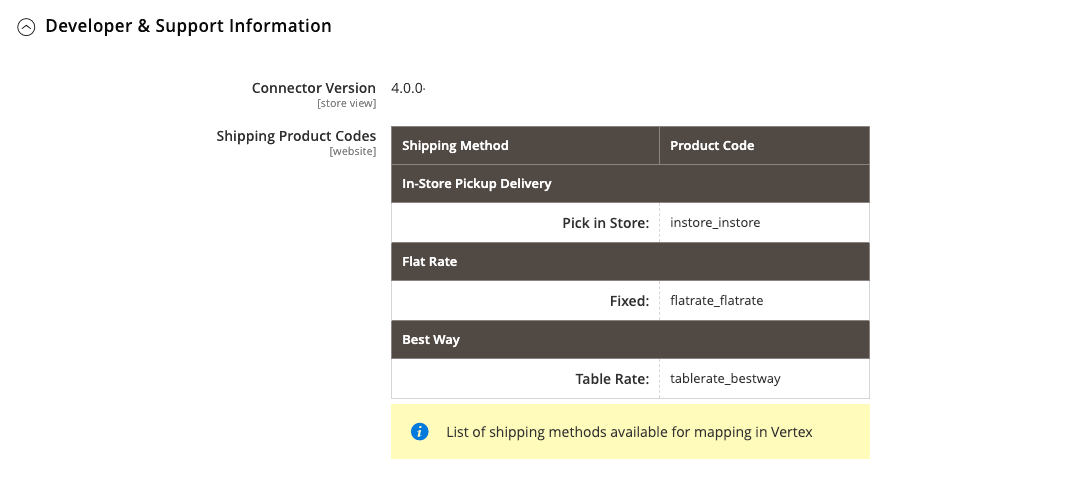 Developer & Support Information
Connector Version 4.0.0
[store view]
Shipping Product Codes
[website]
Shipping Method Product Code
In-Store Pickup Delivery
Pick in Store: instore_instore
Flat Rate
Fixed: flatrate_flatrate
Best Way
Table Rate: tablerate_bestway
List of shipping methods available for mapping in Vertex